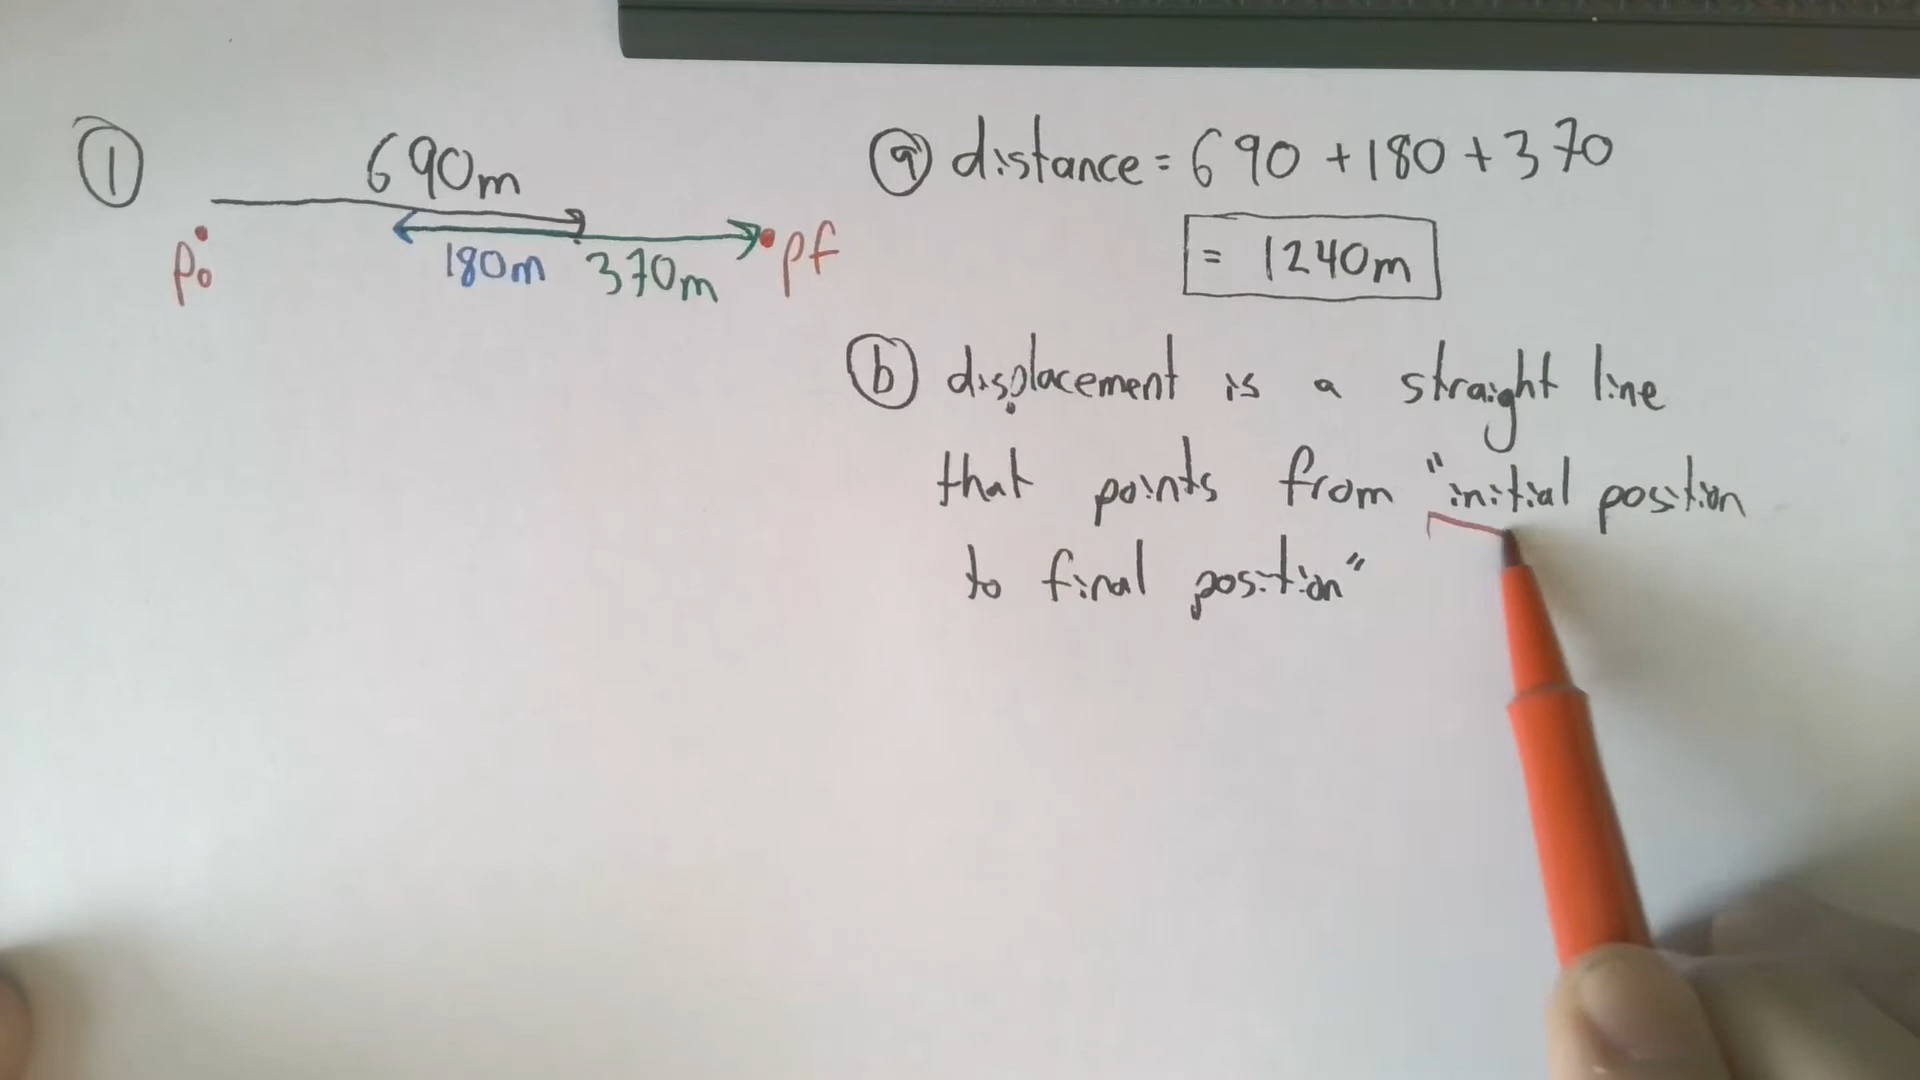 ① 690m
p₀ 180m 370m pf
ⓐ distance = 690 + 180 + 370
= 1240m
ⓑ displacement is a straight line
that points from "initial position
to final position"